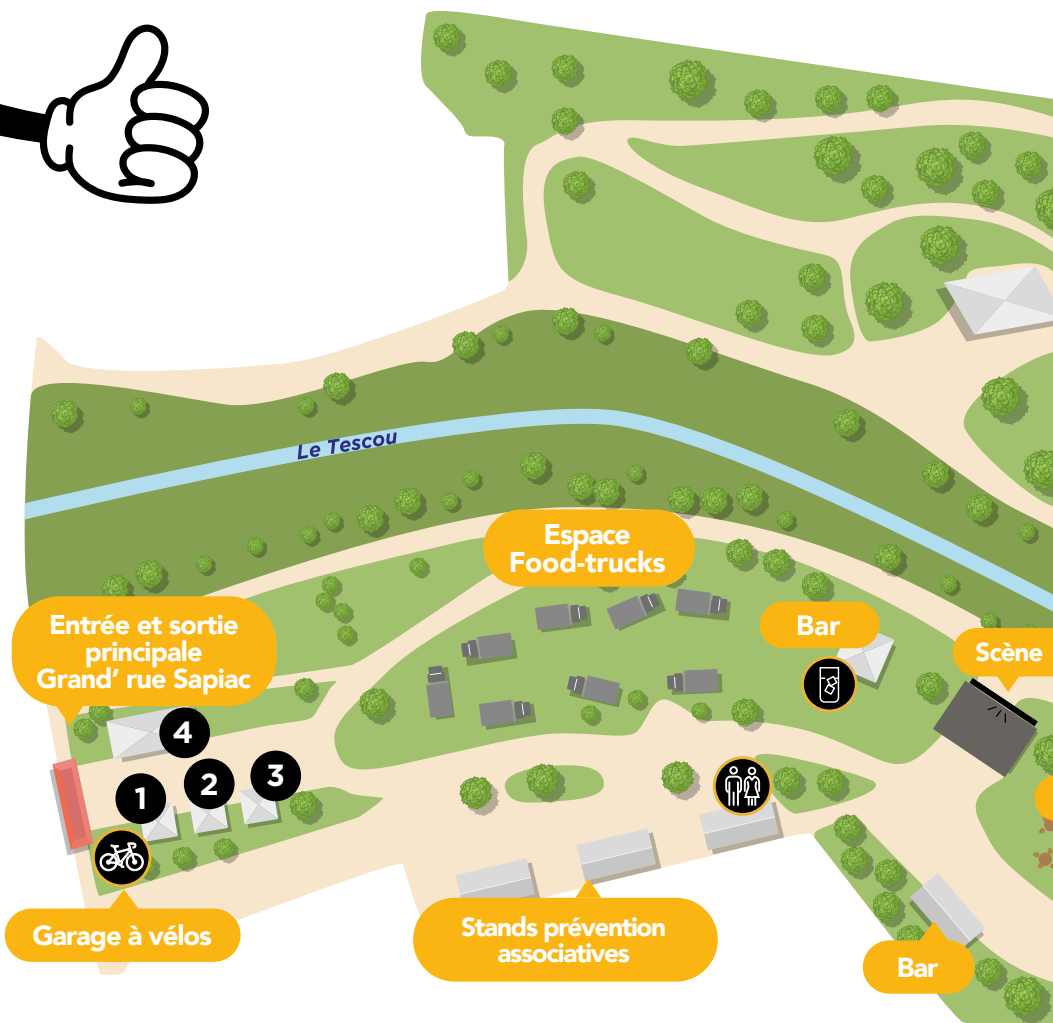 Le Tescou
Espace
Food-trucks
Entrée et sortie
principale
Grand' rue Sapiac
Bar
Scène
4
3
2
1
Garage à vélos
Stands prévention
associatives
Bar